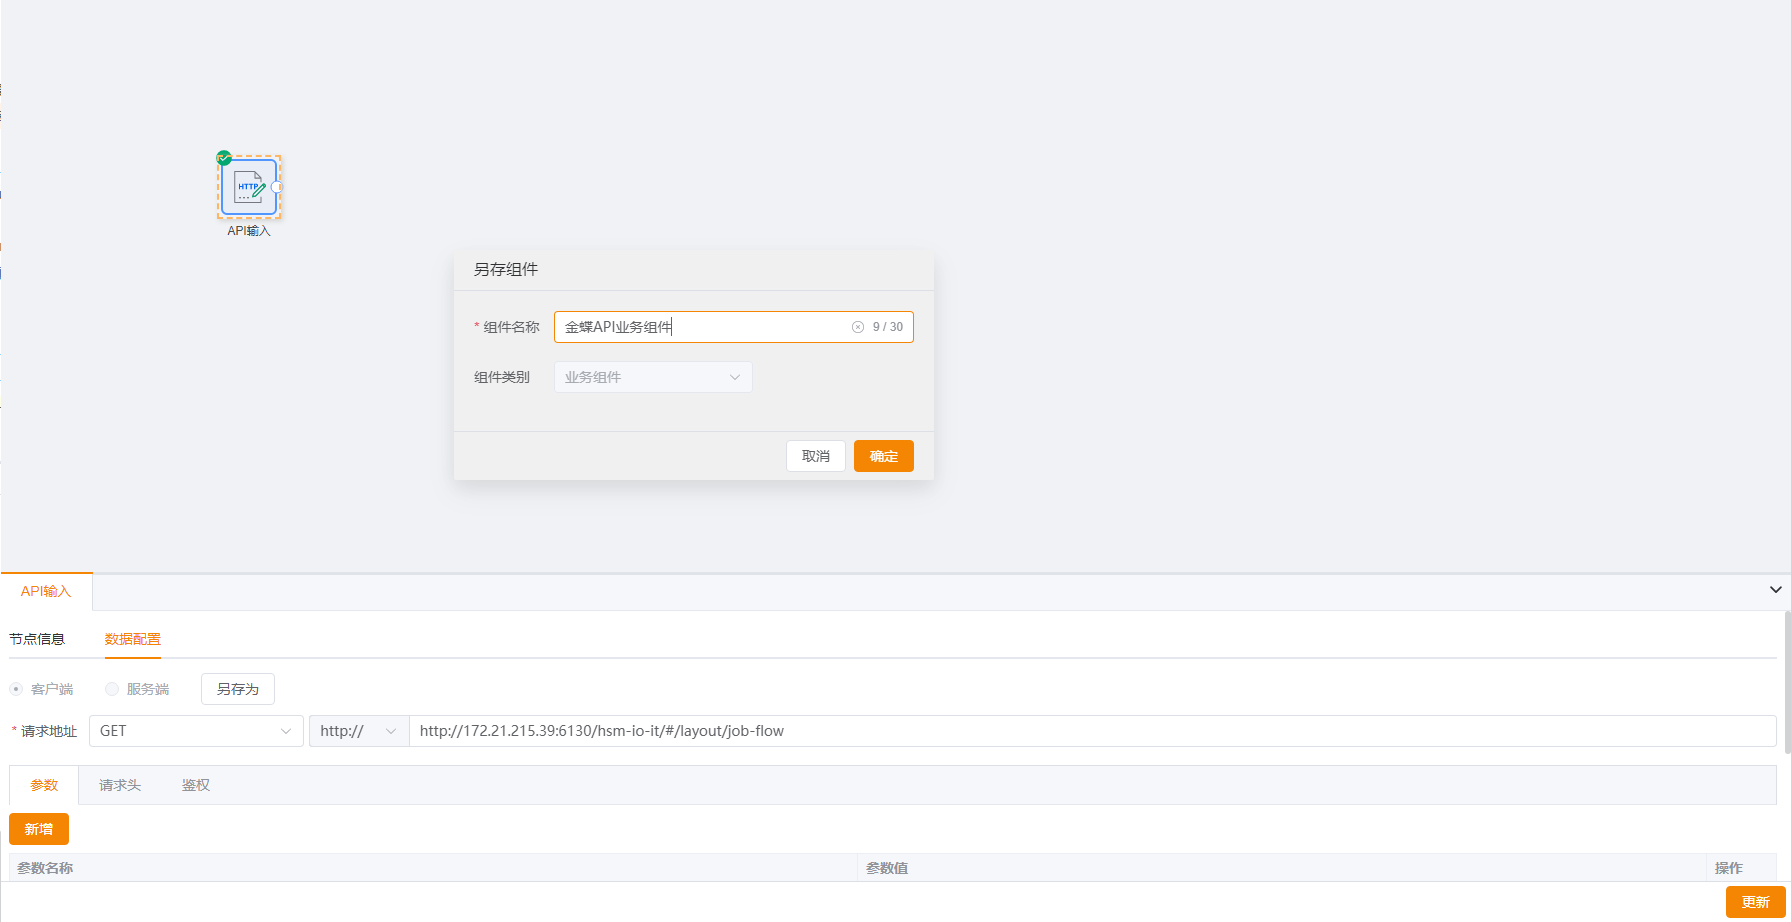 HTTP
API输入
另存组件
* 组件名称 金蝶API业务组件 9 / 30
组件类别 业务组件
取消 确定
API输入
节点信息 数据配置
客户端 服务端 另存为
* 请求地址 GET http:// http://172.21.215.39:6130/hsm-io-it/#/layout/job-flow
参数 请求头 鉴权
新增
参数名称 参数值 操作
更新